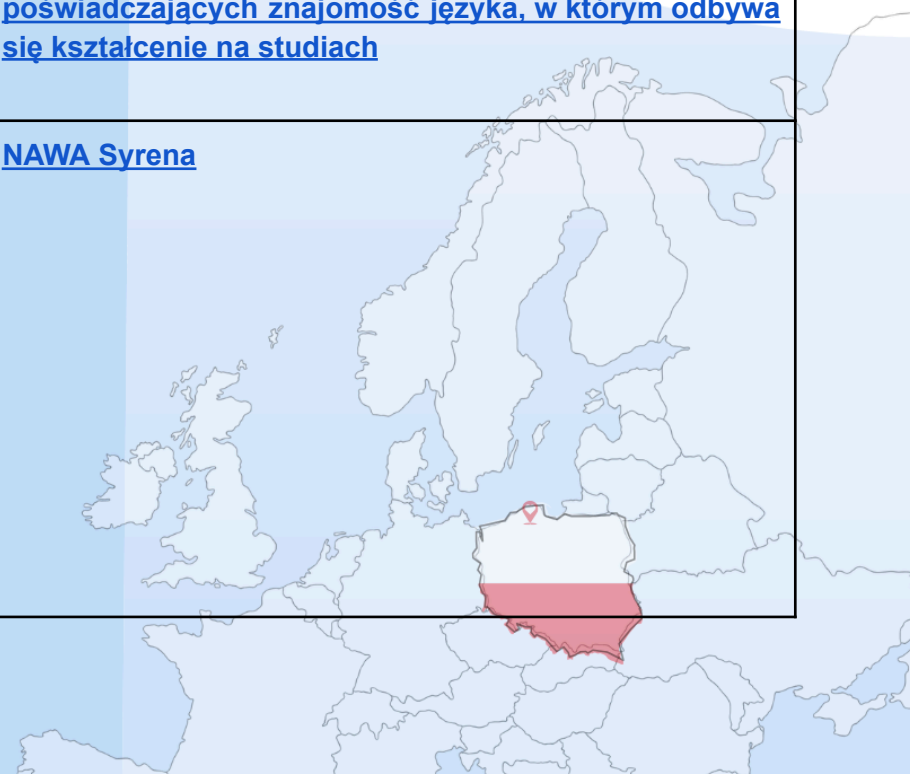 poświadczających znajomość języka, w którym odbywa
się kształcenie na studiach
NAWA Syrena